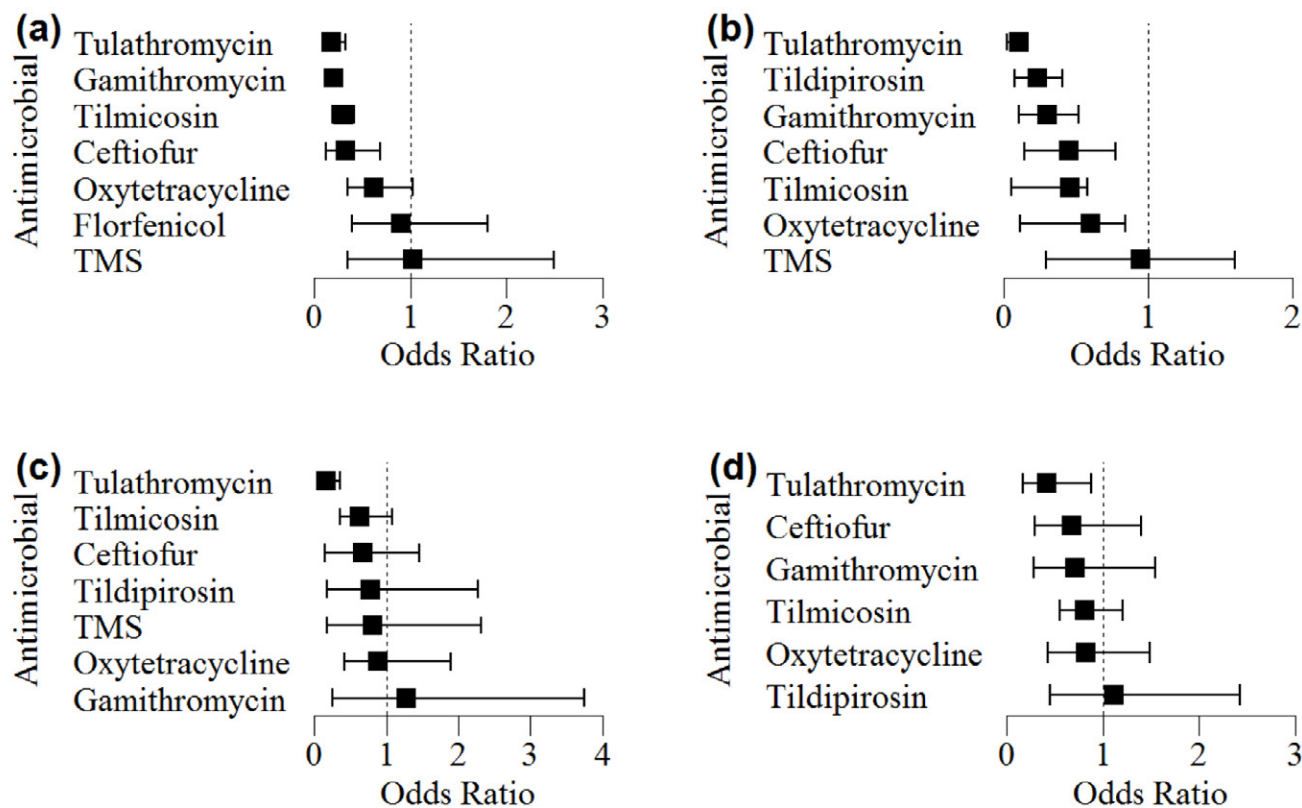 (a)
Antimicrobial
Tulathromycin
Gamithromycin
Tilmicosin
Ceftiofur
Oxytetracycline
Florfenicol
TMS
0 1 2 3
Odds Ratio
(b)
Antimicrobial
Tulathromycin
Tildipirosin
Gamithromycin
Ceftiofur
Tilmicosin
Oxytetracycline
TMS
0 1 2
Odds Ratio
(c)
Antimicrobial
Tulathromycin
Tilmicosin
Ceftiofur
Tildipirosin
TMS
Oxytetracycline
Gamithromycin
0 1 2 3 4
Odds Ratio
(d)
Antimicrobial
Tulathromycin
Ceftiofur
Gamithromycin
Tilmicosin
Oxytetracycline
Tildipirosin
0 1 2 3
Odds Ratio